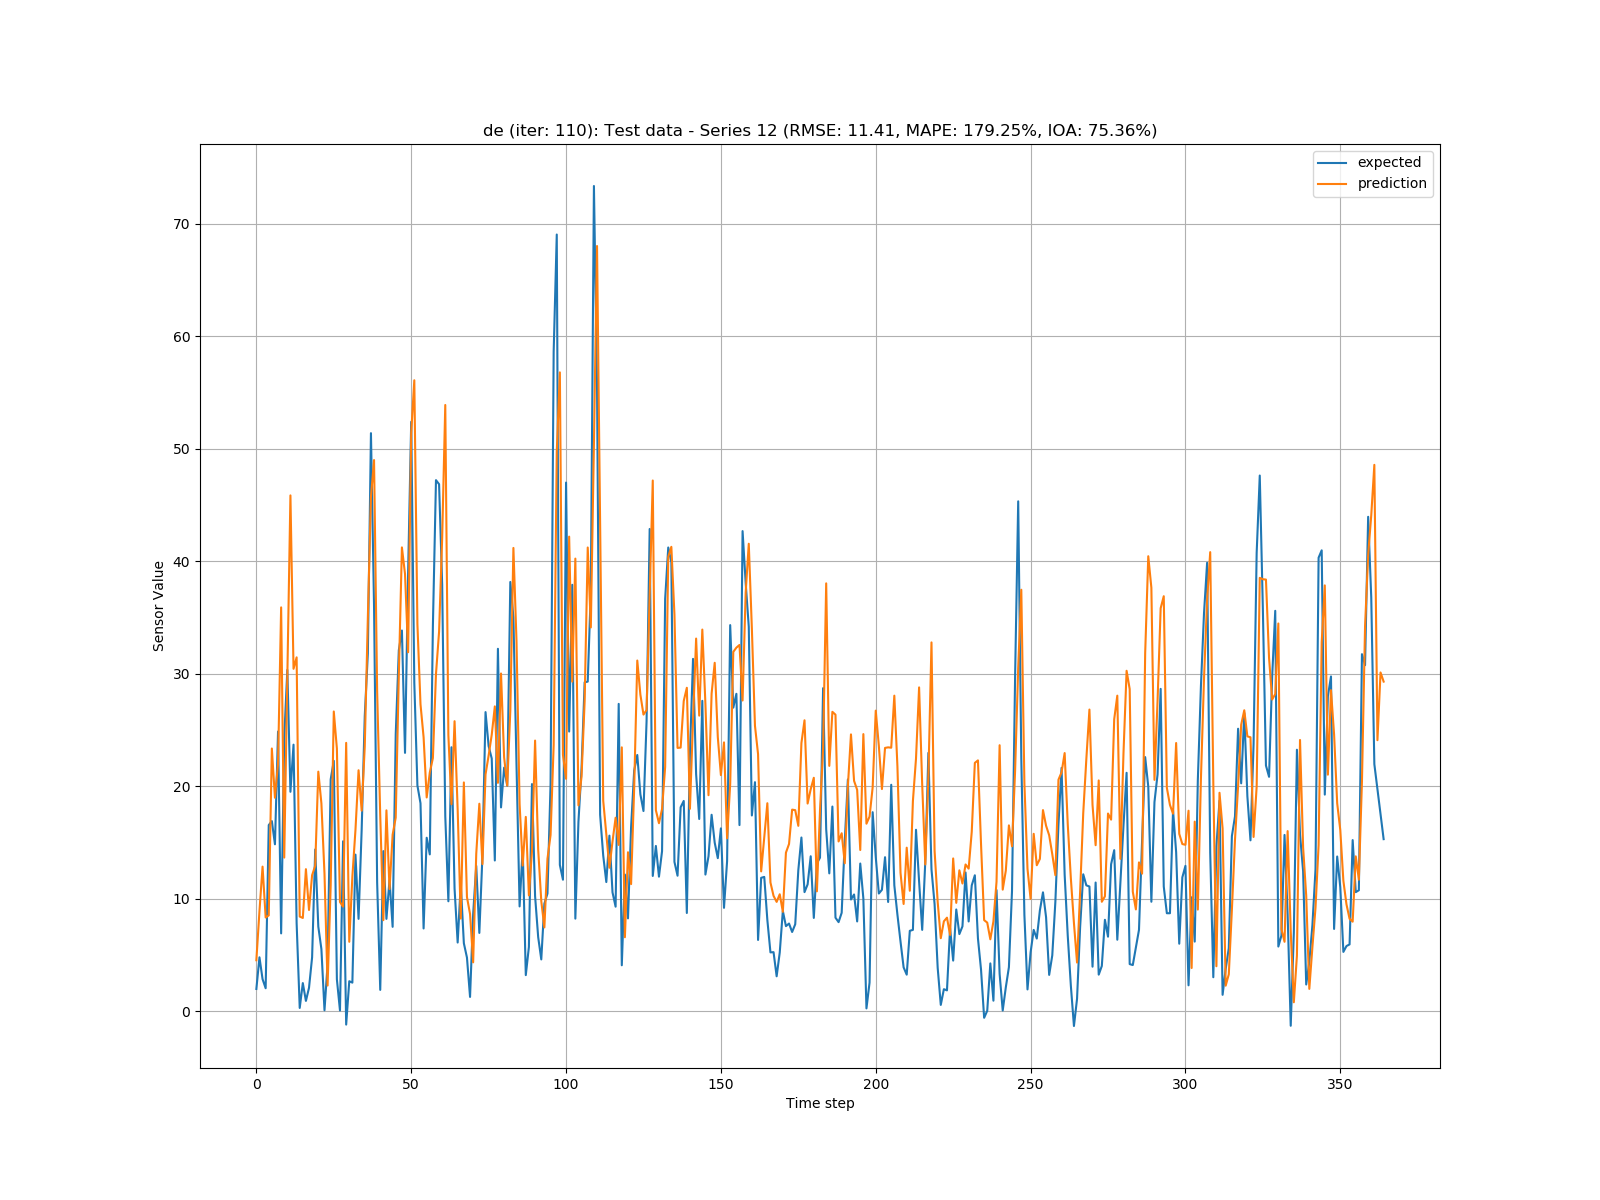 de (iter: 110): Test data - Series 12 (RMSE: 11.41, MAPE: 179.25%, IOA: 75.36%)
expected
prediction
70
60
50
40
30
20
10
0
Sensor Value
0 50 100 150 200 250 300 350
Time step